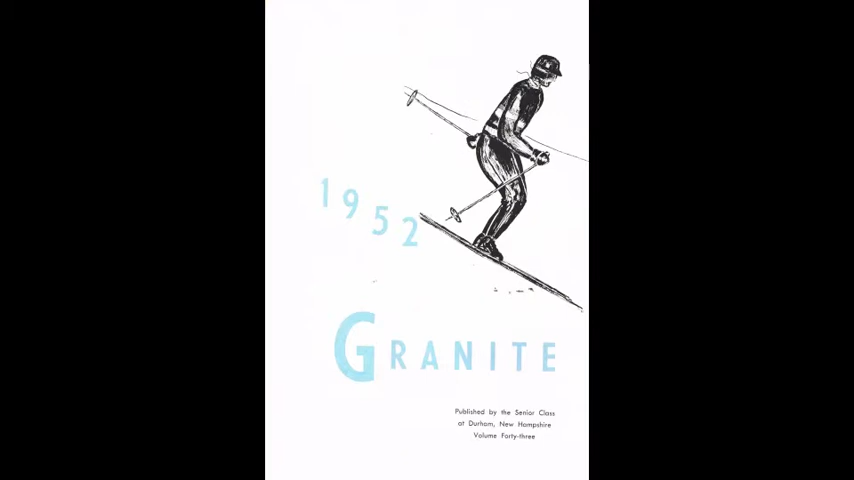 1952
GRANITE
Published by the Senior Class
at Durham, New Hampshire
Volume Forty-three